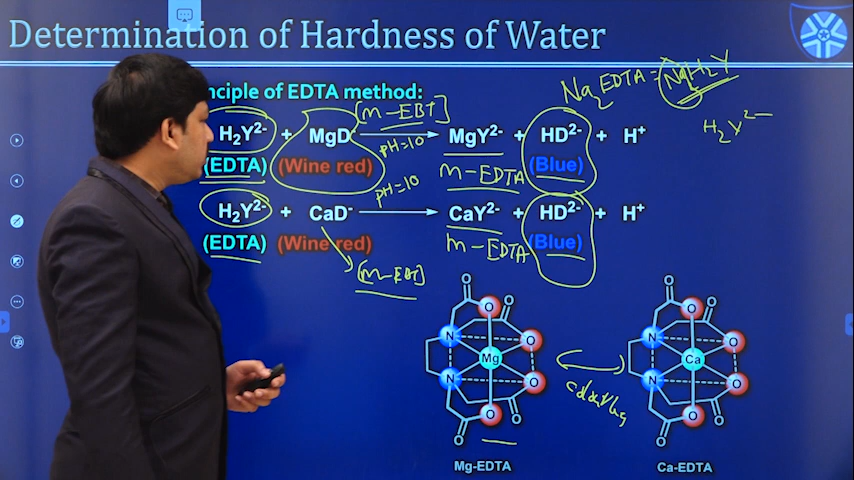 Determination of Hardness of Water
nciple of EDTA method:
Na₂EDTA = Na₂H₂Y
H₂Y²⁻
[m-EBT]
H₂Y²⁻ + MgD⁻ → MgY²⁻ + HD²⁻ + H⁺
pH=10
(EDTA) (Wine red) (Blue)
m-EDTA
pH=10
H₂Y²⁻ + CaD⁻ → CaY²⁻ + HD²⁻ + H⁺
(EDTA) (Wine red) (Blue)
m-EDTA
[m-EBT]
O O O O
N O N O
Mg Ca
N O N O
O O O O
Mg-EDTA Ca-EDTA